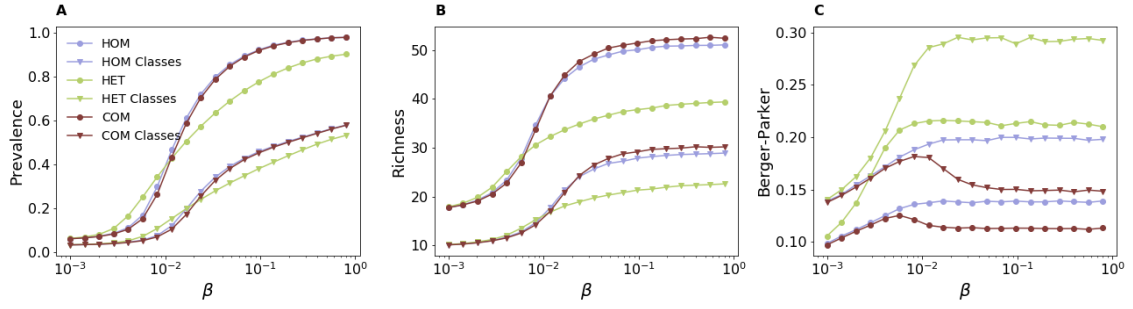 A
Prevalence
1.0
0.8
0.6
0.4
0.2
0.0
HOM
HOM Classes
HET
HET Classes
COM
COM Classes
10⁻³
10⁻²
10⁻¹
10⁰
β
B
Richness
50
40
30
20
10
10⁻³
10⁻²
10⁻¹
10⁰
β
C
Berger-Parker
0.30
0.25
0.20
0.15
0.10
10⁻³
10⁻²
10⁻¹
10⁰
β